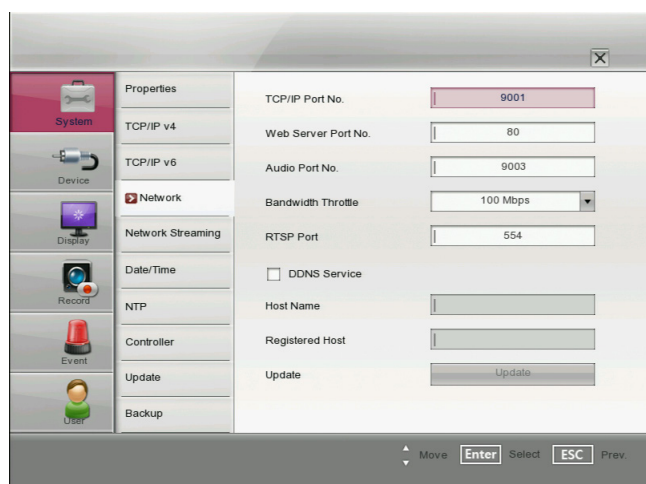 System
Device
Display
Record
Event
User
Properties
TCP/IP v4
TCP/IP v6
Network
Network Streaming
Date/Time
NTP
Controller
Update
Backup
TCP/IP Port No. 9001
Web Server Port No. 80
Audio Port No. 9003
Bandwidth Throttle 100 Mbps
RTSP Port 554
DDNS Service
Host Name
Registered Host
Update Update
Move Enter Select ESC Prev.